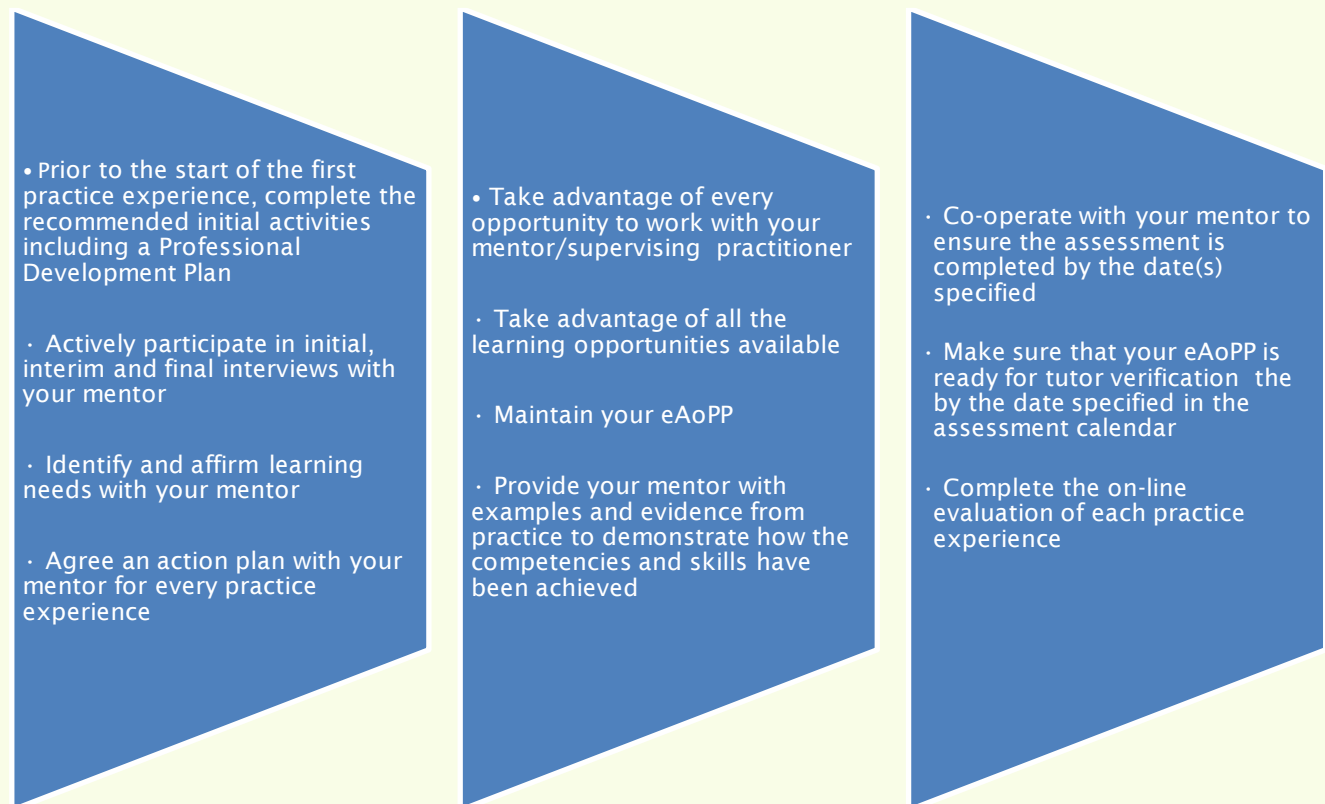 • Prior to the start of the first
practice experience, complete the
recommended initial activities
including a Professional
Development Plan
· Actively participate in initial,
interim and final interviews with
your mentor
· Identify and affirm learning
needs with your mentor
· Agree an action plan with your
mentor for every practice
experience
• Take advantage of every
opportunity to work with your
mentor/supervising practitioner
· Take advantage of all the
learning opportunities available
· Maintain your eAoPP
· Provide your mentor with
examples and evidence from
practice to demonstrate how the
competencies and skills have
been achieved
· Co-operate with your mentor to
ensure the assessment is
completed by the date(s)
specified
· Make sure that your eAoPP is
ready for tutor verification the
by the date specified in the
assessment calendar
· Complete the on-line
evaluation of each practice
experience